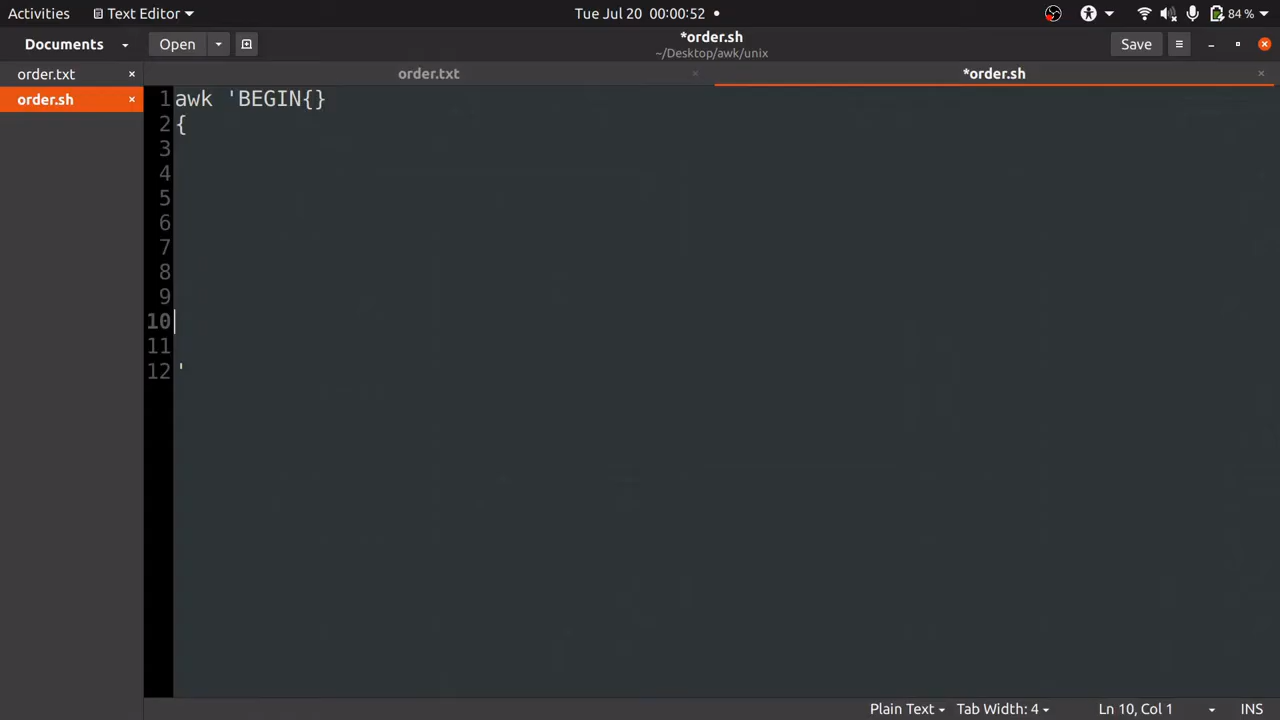 Activities
Text Editor
Tue Jul 20 00:00:52
84 %
Documents
Open
*order.sh
~/Desktop/awk/unix
Save
order.txt
order.sh
order.txt
*order.sh
1 awk 'BEGIN{}
2 {
3
4
5
6
7
8
9
10
11
12 '
Plain Text
Tab Width: 4
Ln 10, Col 1
INS